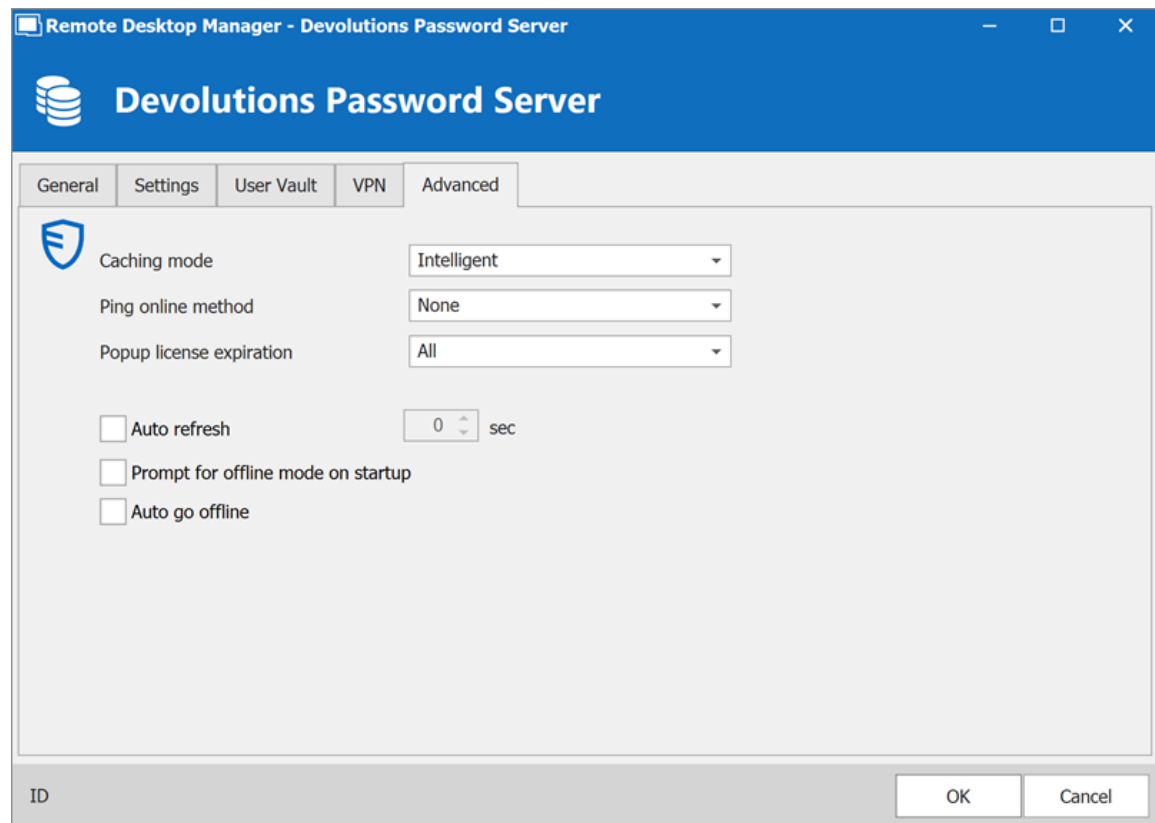 Remote Desktop Manager - Devolutions Password Server
Devolutions Password Server
General Settings User Vault VPN Advanced
Caching mode Intelligent
Ping online method None
Popup license expiration All
Auto refresh 0 sec
Prompt for offline mode on startup
Auto go offline
ID OK Cancel